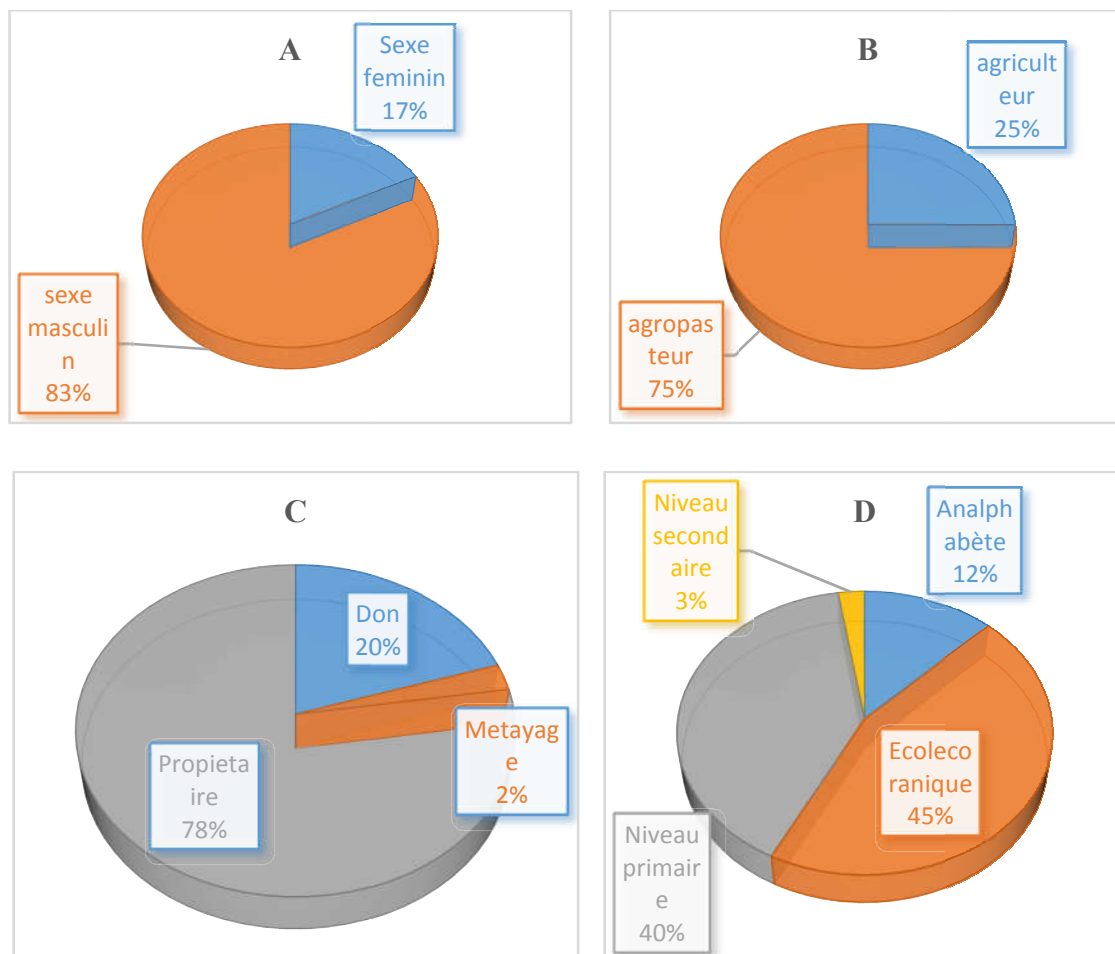 A
Sexe
feminin
17%
sexe
masculi
n
83%
B
agricult
eur
25%
agropas
teur
75%
C
Don
20%
Metayag
e
2%
Propieta
ire
78%
D
Niveau
second
aire
3%
Analph
abète
12%
Ecoleco
ranique
45%
Niveau
primair
e
40%